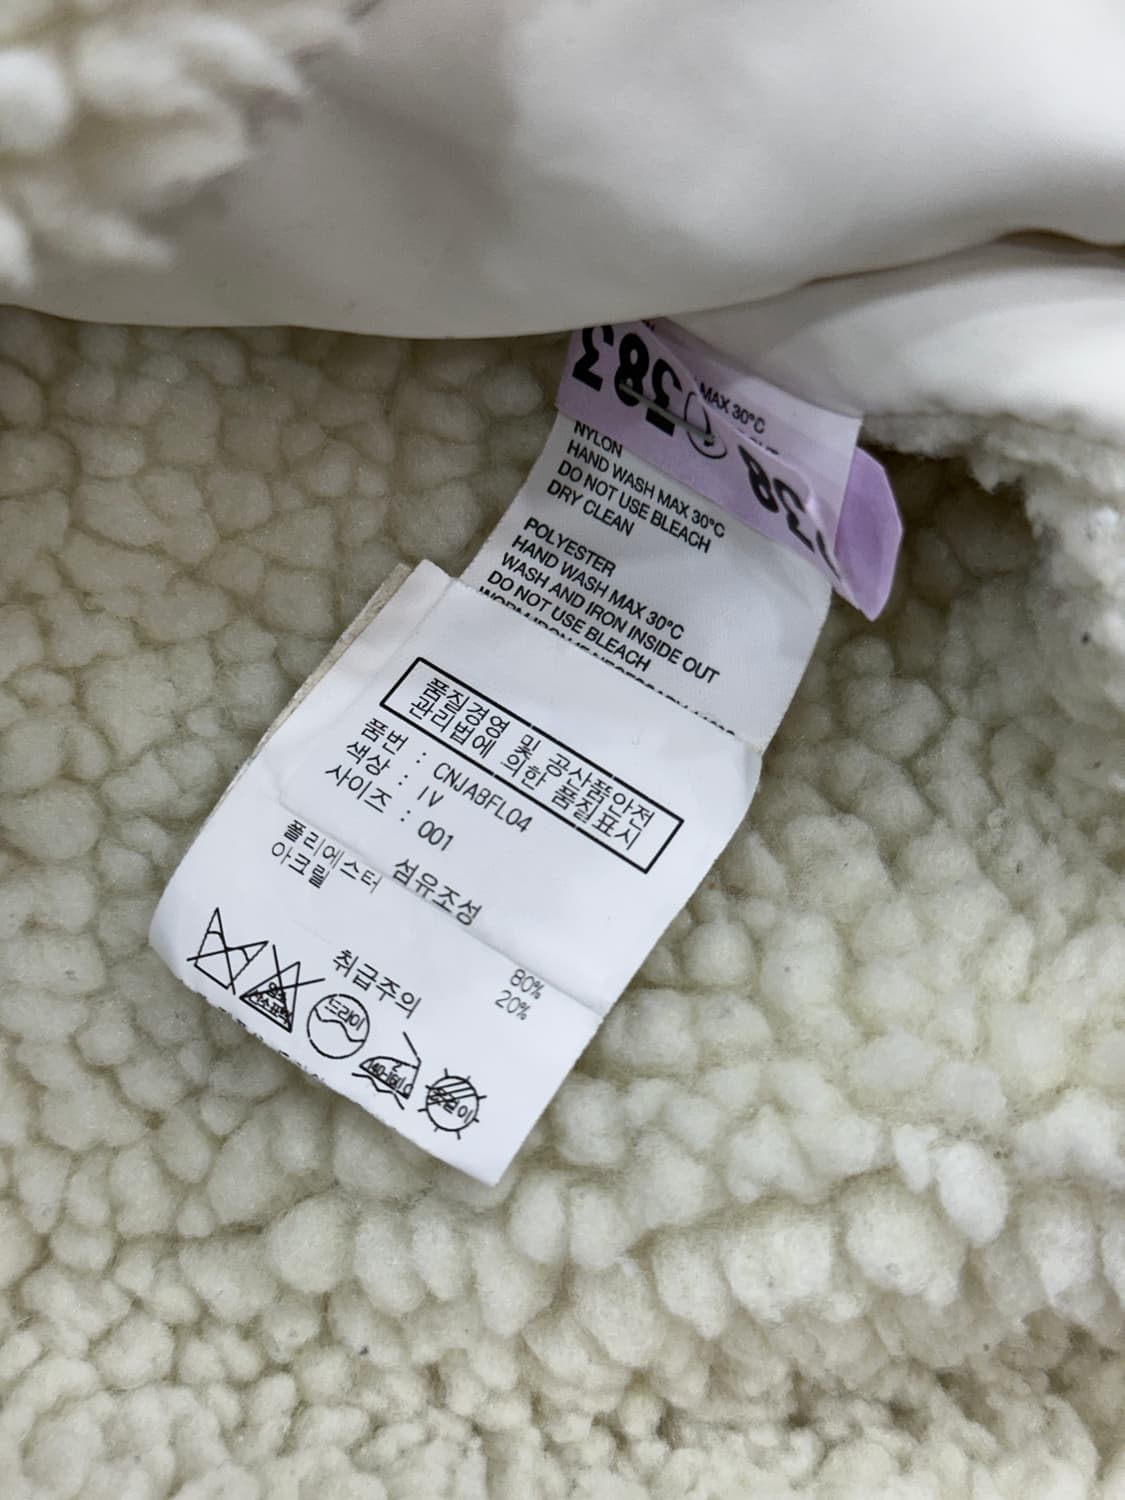 383
MAX 30°C
38
NYLON
HAND WASH MAX 30°C
DO NOT USE BLEACH
DRY CLEAN
POLYESTER
HAND WASH MAX 30°C
WASH AND IRON INSIDE OUT
DO NOT USE BLEACH
품질경영 및 공산품안전
관리법에 의한 품질표시
품번 : CNJABFL04
색상 : IV
사이즈 : 001
섬유조성
폴리에스터 80%
아크릴 20%
취급주의
드라이